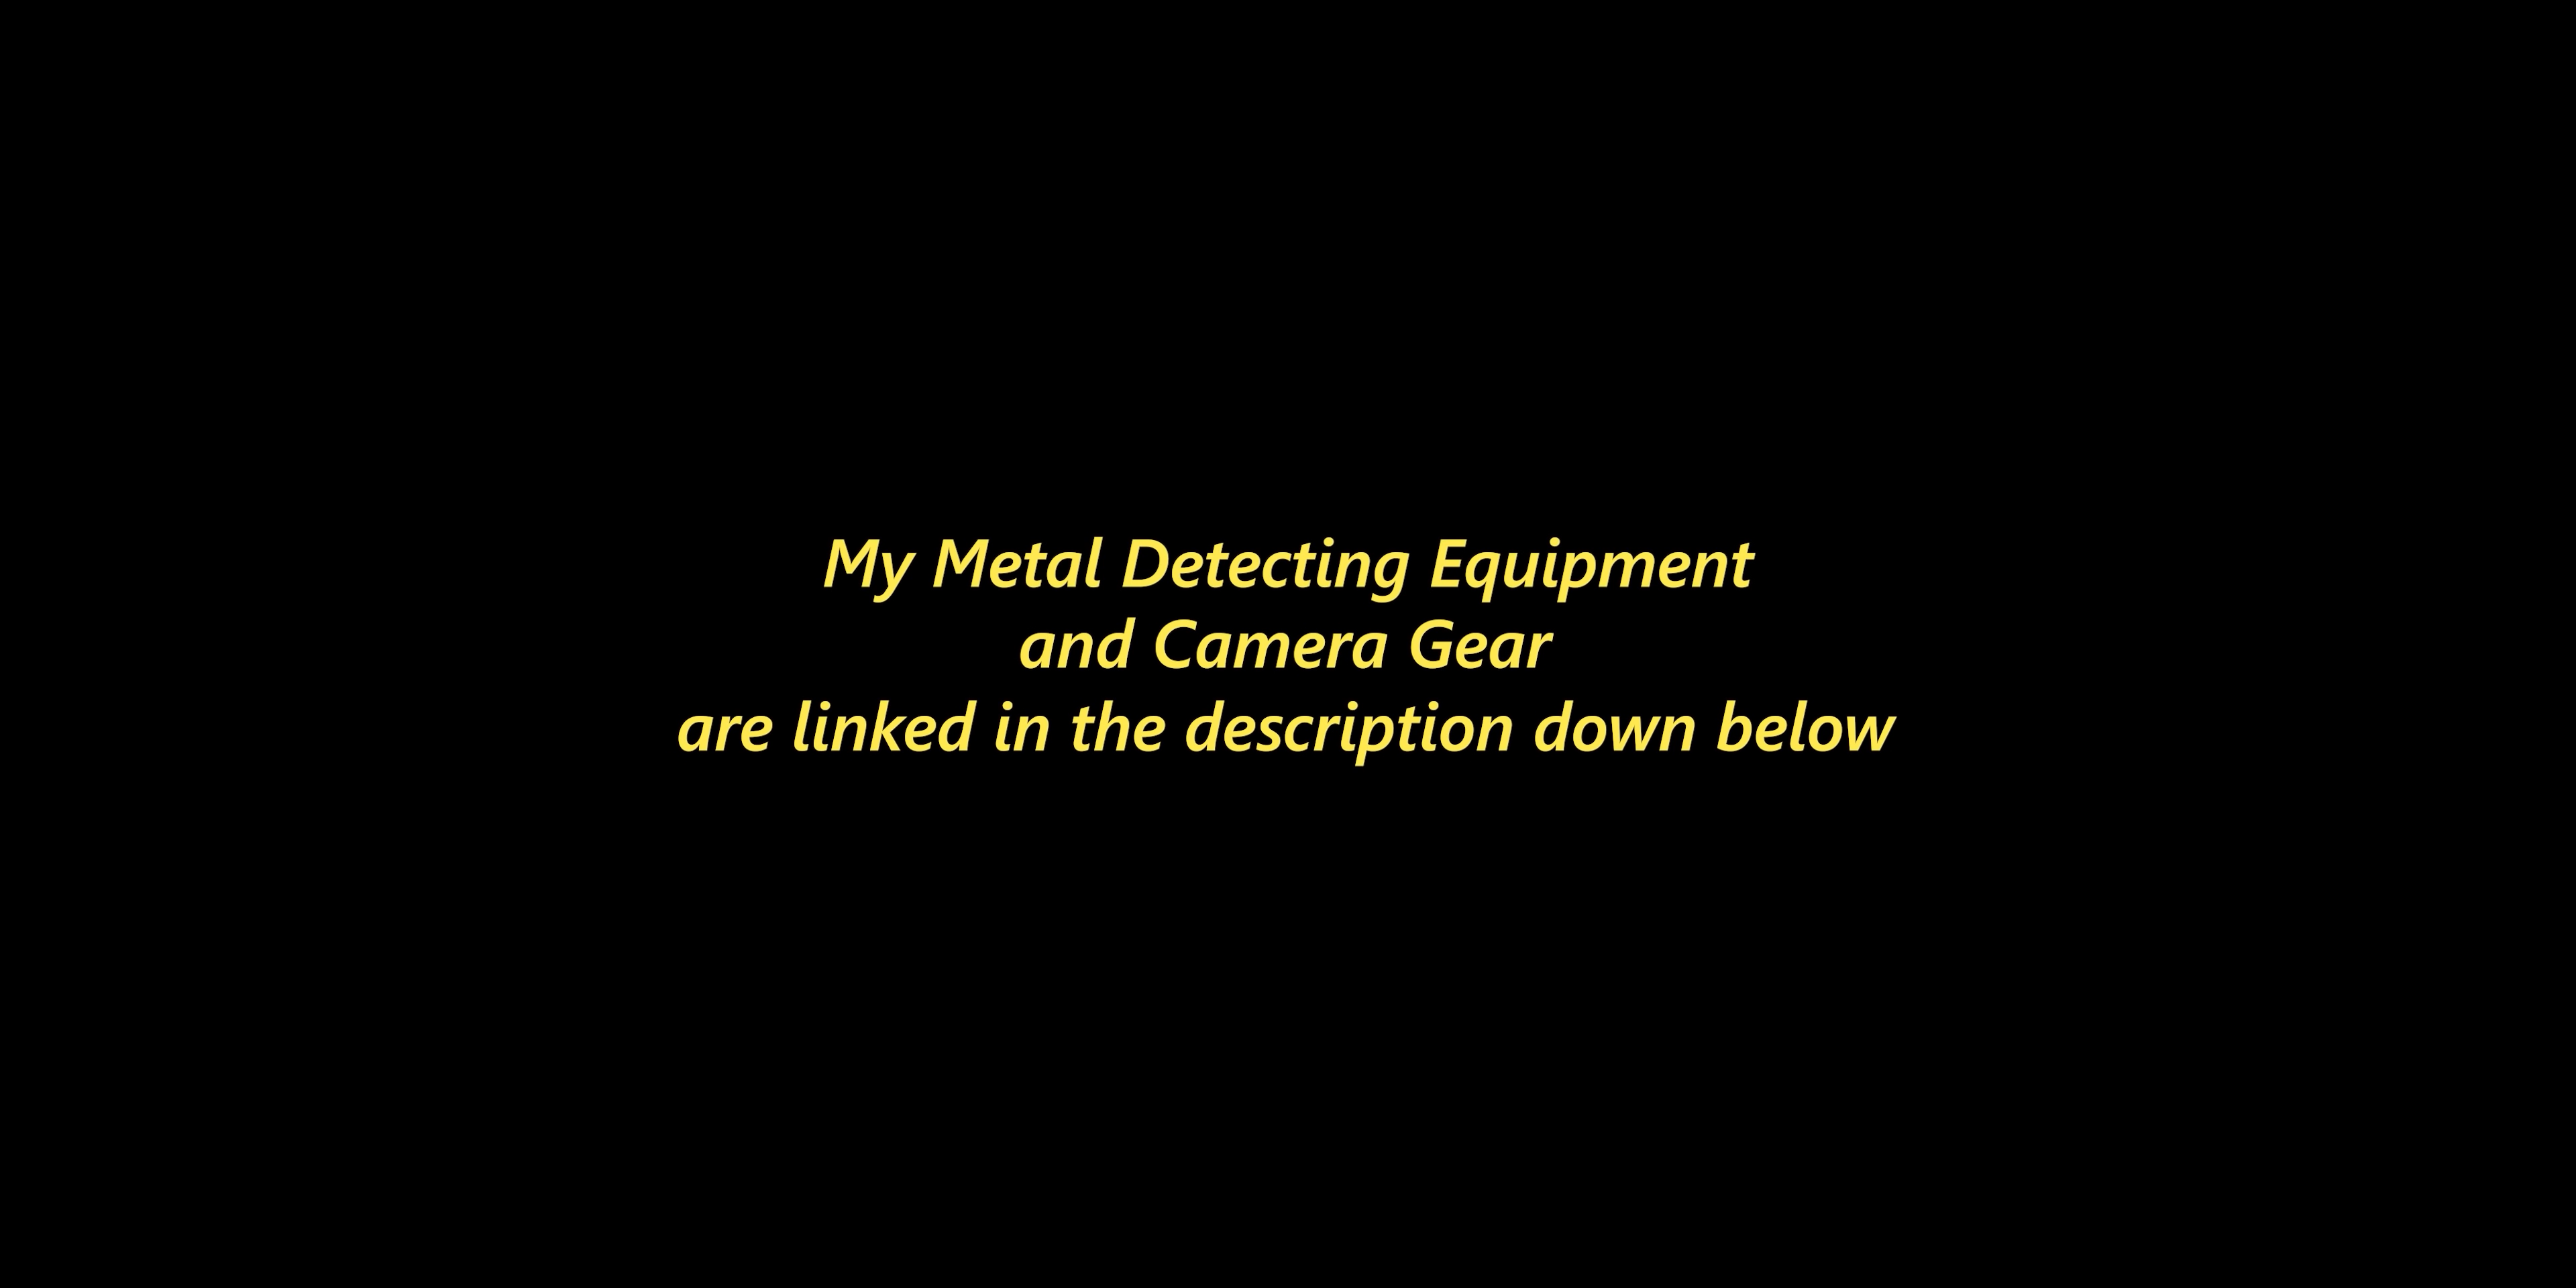 My Metal Detecting Equipment
and Camera Gear
are linked in the description down below